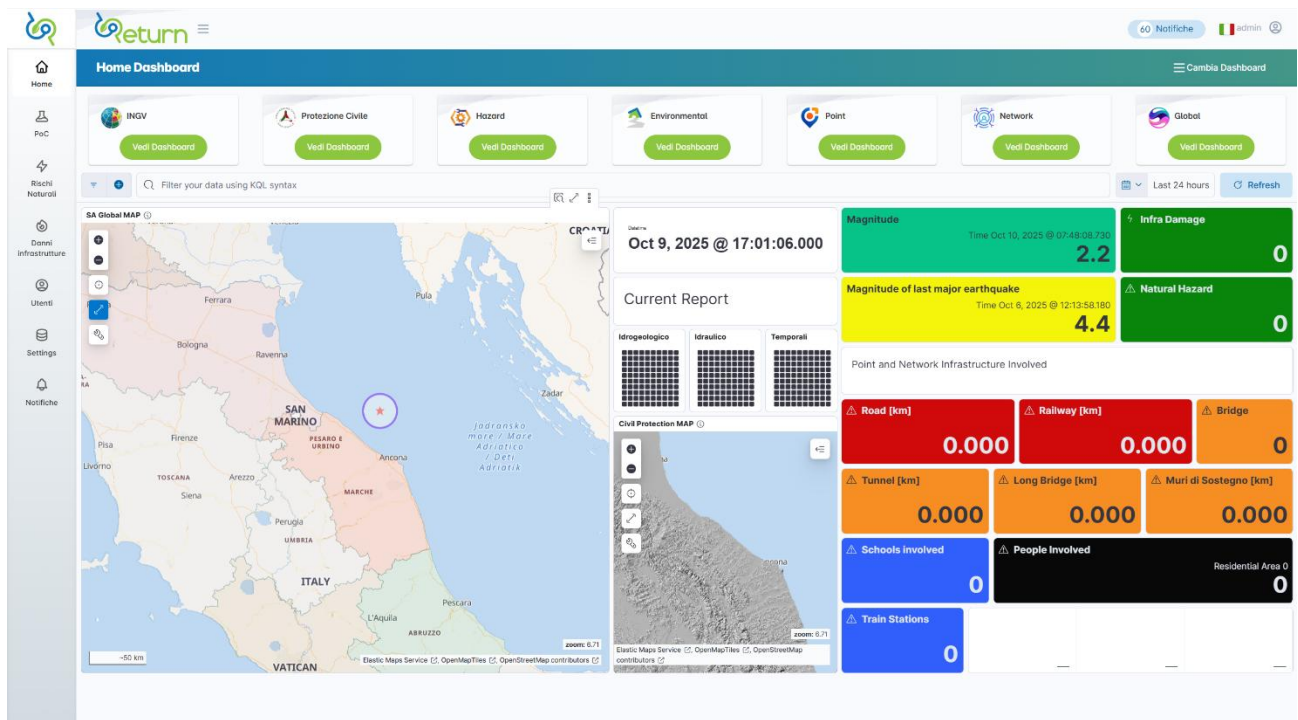 Return
60 Notifiche
admin
Home
PoC
Rischi
Naturali
Danni
Infrastrutture
Utenti
Settings
Notifiche
Home Dashboard
Cambia Dashboard
INGV
Vedi Dashboard
Protezione Civile
Vedi Dashboard
Hazard
Vedi Dashboard
Environmental
Vedi Dashboard
Point
Vedi Dashboard
Network
Vedi Dashboard
Global
Vedi Dashboard
Filter your data using KQL syntax
Last 24 hours
Refresh
SA Global MAP
CROATIA
Ferrara
Pula
Bologna
Ravenna
Zadar
SAN
MARINO
Jadransko
more / Mare
Adriatico
/ Deti
Adriatik
Pisa
Firenze
PESARO E
URBINO
Ancona
Livorno
TOSCANA
Arezzo
Siena
MARCHE
Perugia
UMBRIA
ITALY
Pescara
L'Aquila
ABRUZZO
VATICAN
~50 km
zoom: 6.71
Elastic Maps Service, OpenMapTiles, OpenStreetMap contributors
Oct 9, 2025 @ 17:01:06.000
Current Report
Idrogeologico
Idraulico
Temporali
Civil Protection MAP
zoom: 6.71
Elastic Maps Service, OpenMapTiles, OpenStreetMap
contributors
Magnitude
Time Oct 10, 2025 @ 07:48:08.730
2.2
Infra Damage
0
Magnitude of last major earthquake
Time Oct 6, 2025 @ 12:13:58.180
4.4
Natural Hazard
0
Point and Network Infrastructure Involved
Road [km]
0.000
Railway [km]
0.000
Bridge
0
Tunnel [km]
0.000
Long Bridge [km]
0.000
Muri di Sostegno [km]
0.000
Schools involved
0
People Involved
Residential Area 0
0
Train Stations
0